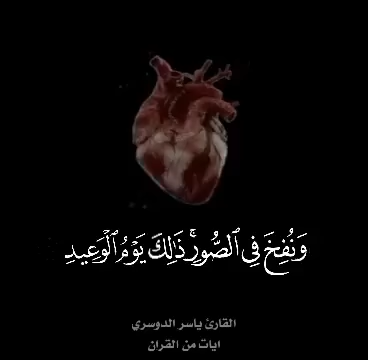 وَنُفِخَ فِي ٱلصُّورِۚ ذَٰلِكَ يَوۡمُ ٱلۡوَعِيدِ
القارئ ياسر الدوسري
ايات من القران